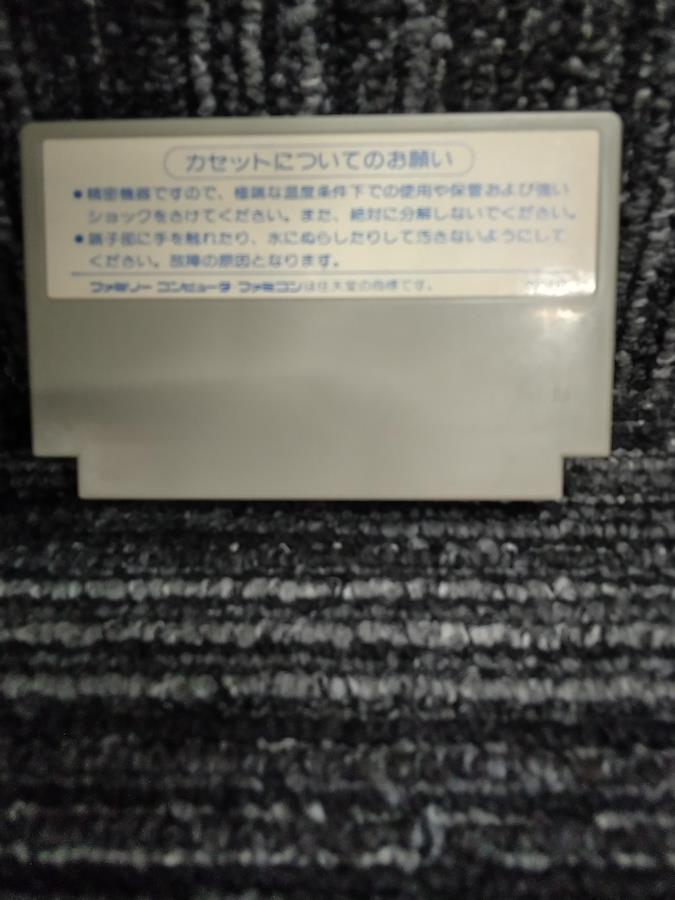 カセットについてのお願い
●精密機器ですので、極端な温度条件下での使用や保管および強い
ショックをさけてください。また、絶対に分解しないでください。
●端子部に手を触れたり、水にぬらしたりして汚さないようにして
ください。故障の原因となります。
ファミリーコンピュータ・ファミコンは任天堂の商標です。